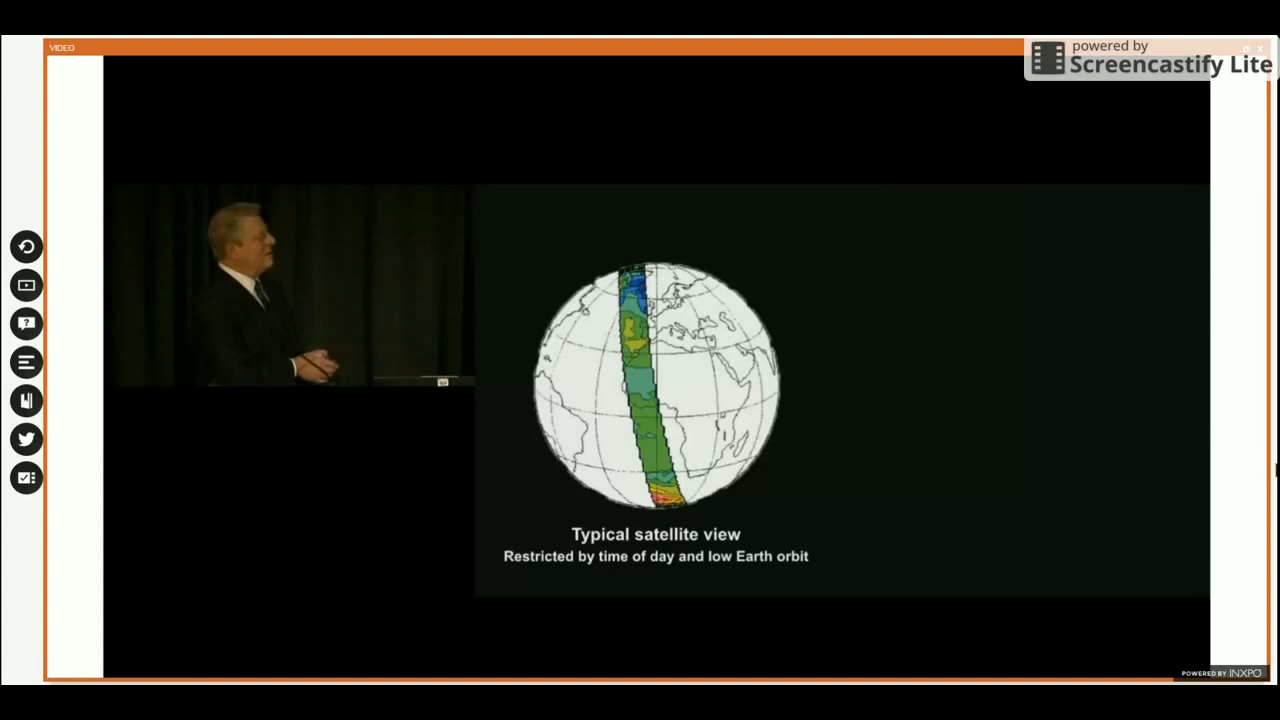 VIDEO
powered by
Screencastify Lite
Typical satellite view
Restricted by time of day and low Earth orbit
POWERED BY INXPO